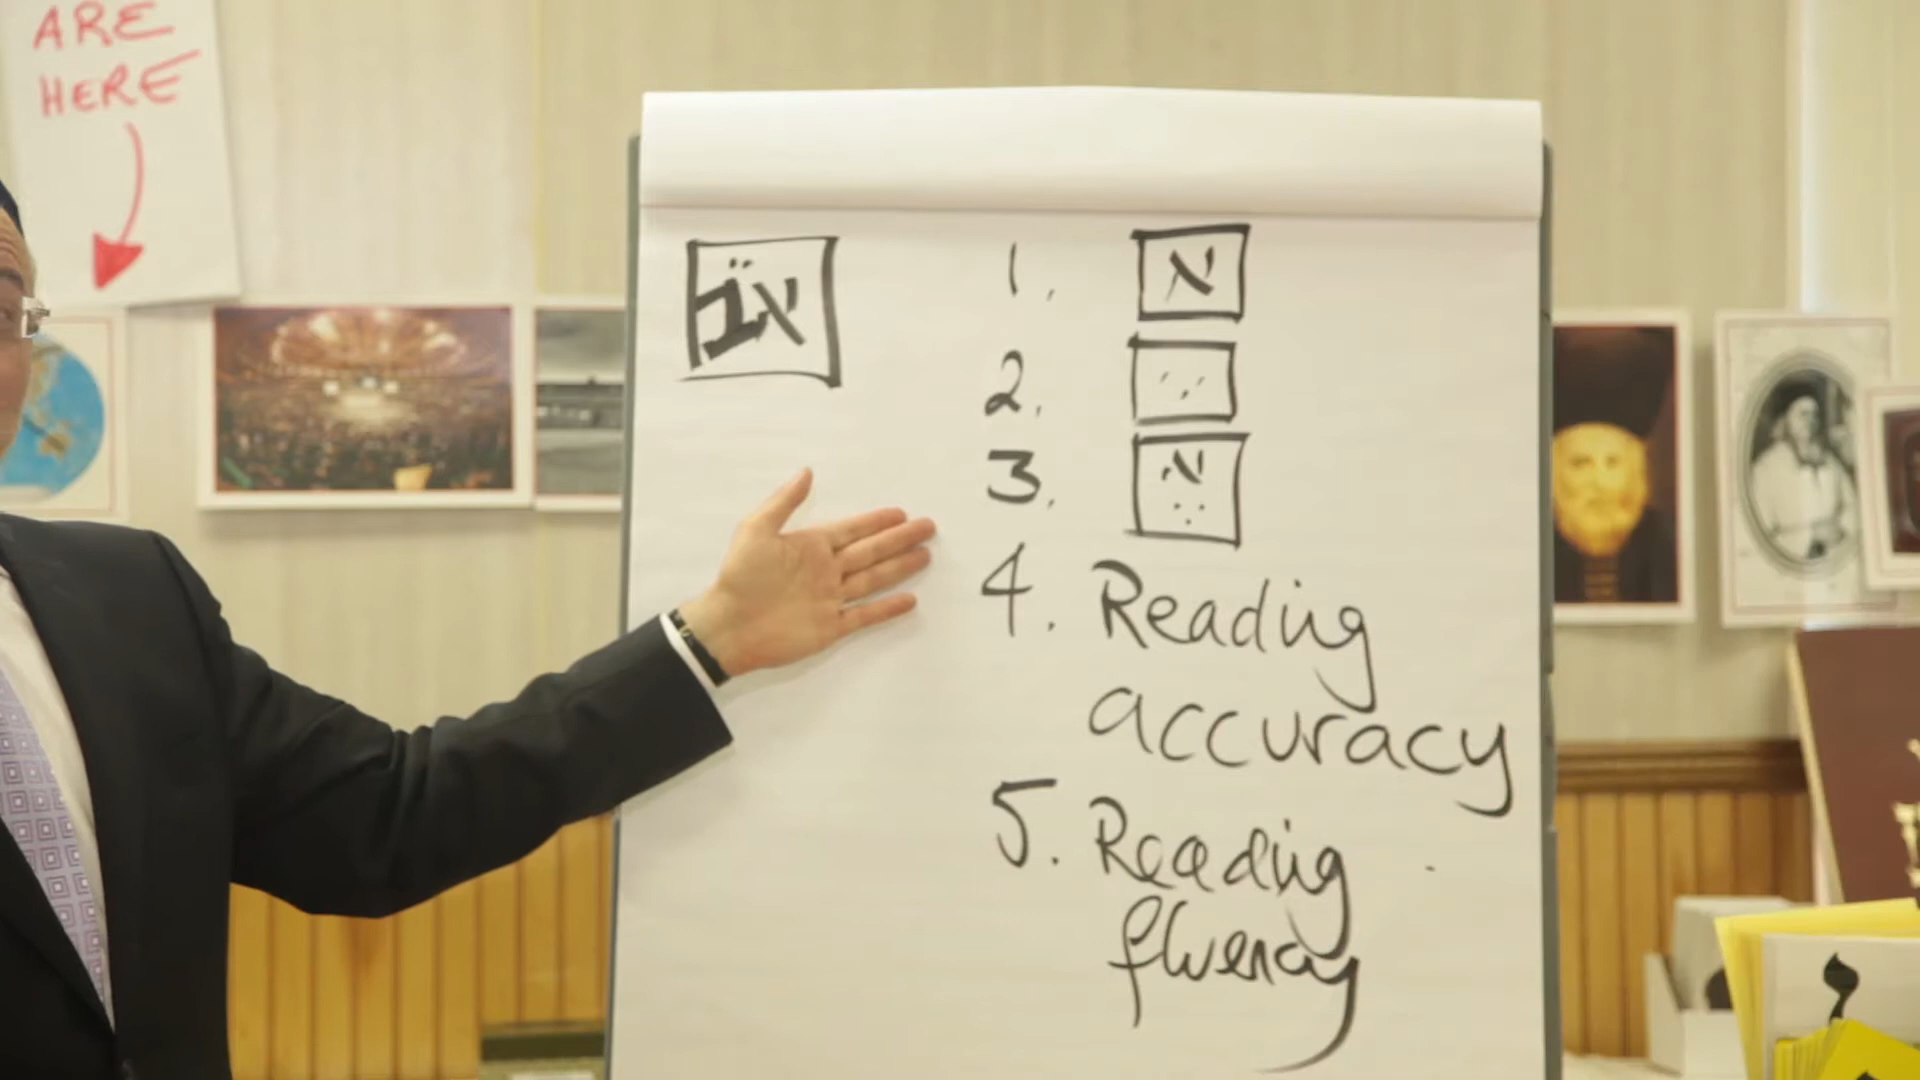 ARE
HERE
1. א
2.
3. א
4. Reading
accuracy
5. Reading
fluency